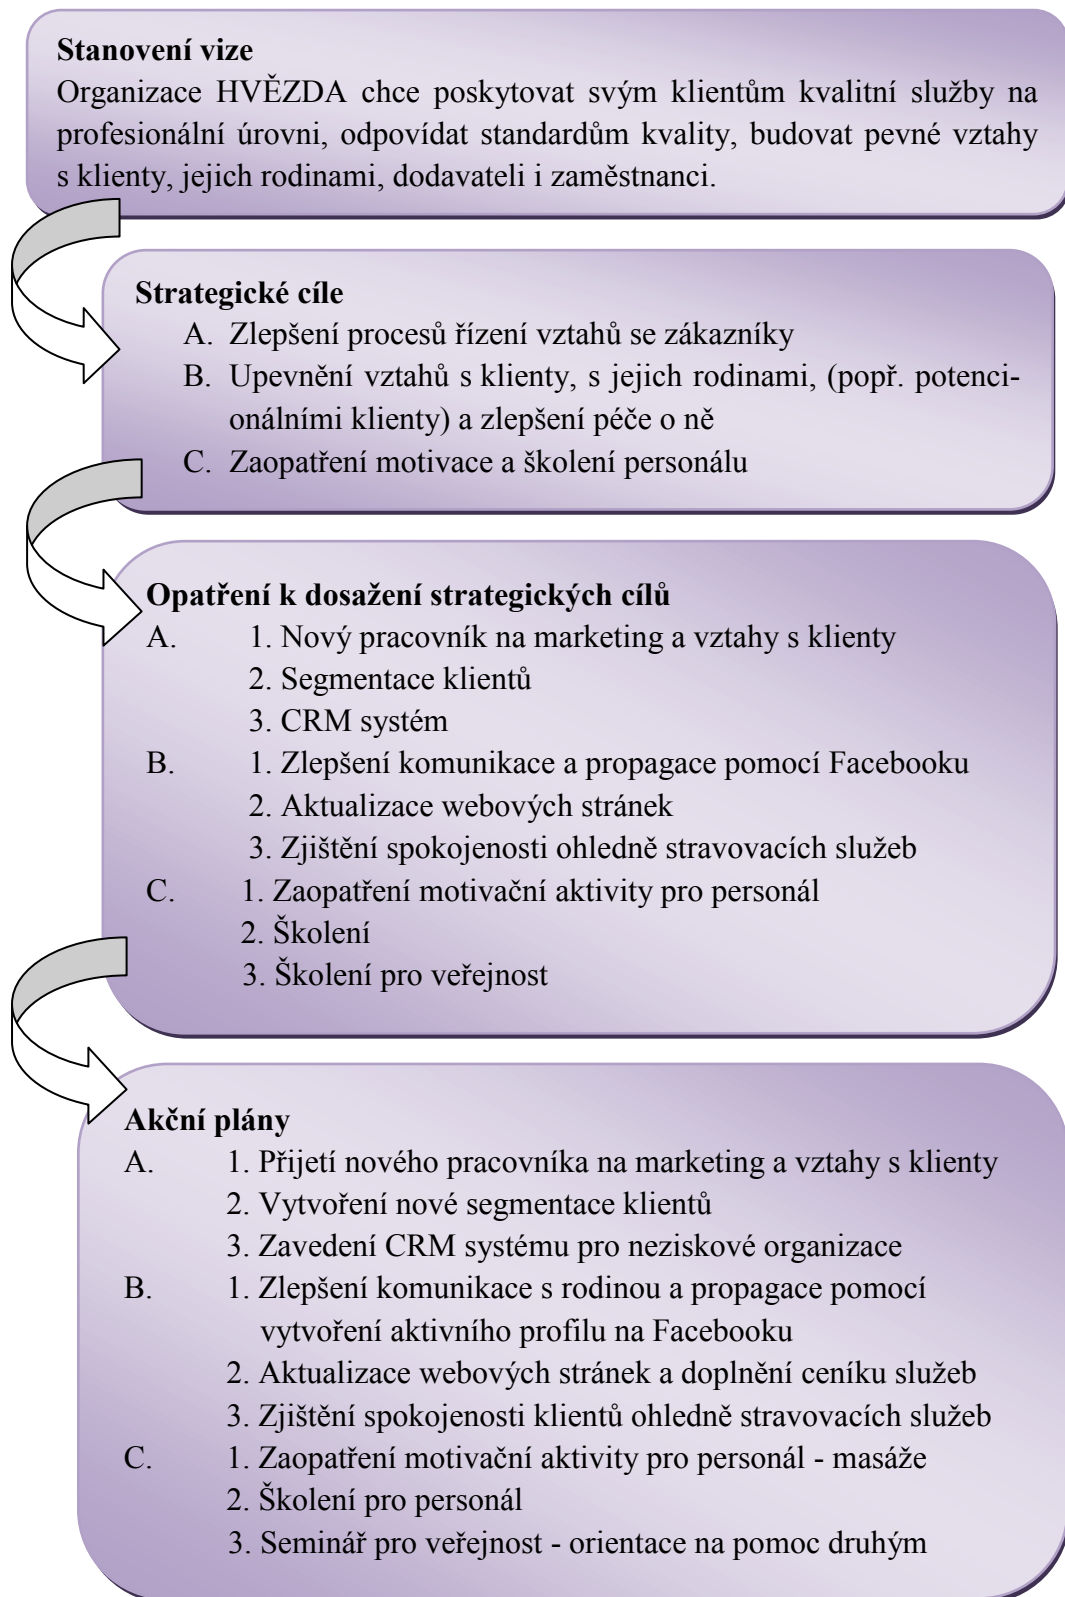 Stanovení vize
Organizace HVĚZDA chce poskytovat svým klientům kvalitní služby na
profesionální úrovni, odpovídat standardům kvality, budovat pevné vztahy
s klienty, jejich rodinami, dodavateli i zaměstnanci.
Strategické cíle
A. Zlepšení procesů řízení vztahů se zákazníky
B. Upevnění vztahů s klienty, s jejich rodinami, (popř. potenci-
onálními klienty) a zlepšení péče o ně
C. Zaopatření motivace a školení personálu
Opatření k dosažení strategických cílů
A. 1. Nový pracovník na marketing a vztahy s klienty
2. Segmentace klientů
3. CRM systém
B. 1. Zlepšení komunikace a propagace pomocí Facebooku
2. Aktualizace webových stránek
3. Zjištění spokojenosti ohledně stravovacích služeb
C. 1. Zaopatření motivační aktivity pro personál
2. Školení
3. Školení pro veřejnost
Akční plány
A. 1. Přijetí nového pracovníka na marketing a vztahy s klienty
2. Vytvoření nové segmentace klientů
3. Zavedení CRM systému pro neziskové organizace
B. 1. Zlepšení komunikace s rodinou a propagace pomocí
vytvoření aktivního profilu na Facebooku
2. Aktualizace webových stránek a doplnění ceníku služeb
3. Zjištění spokojenosti klientů ohledně stravovacích služeb
C. 1. Zaopatření motivační aktivity pro personál - masáže
2. Školení pro personál
3. Seminář pro veřejnost - orientace na pomoc druhým